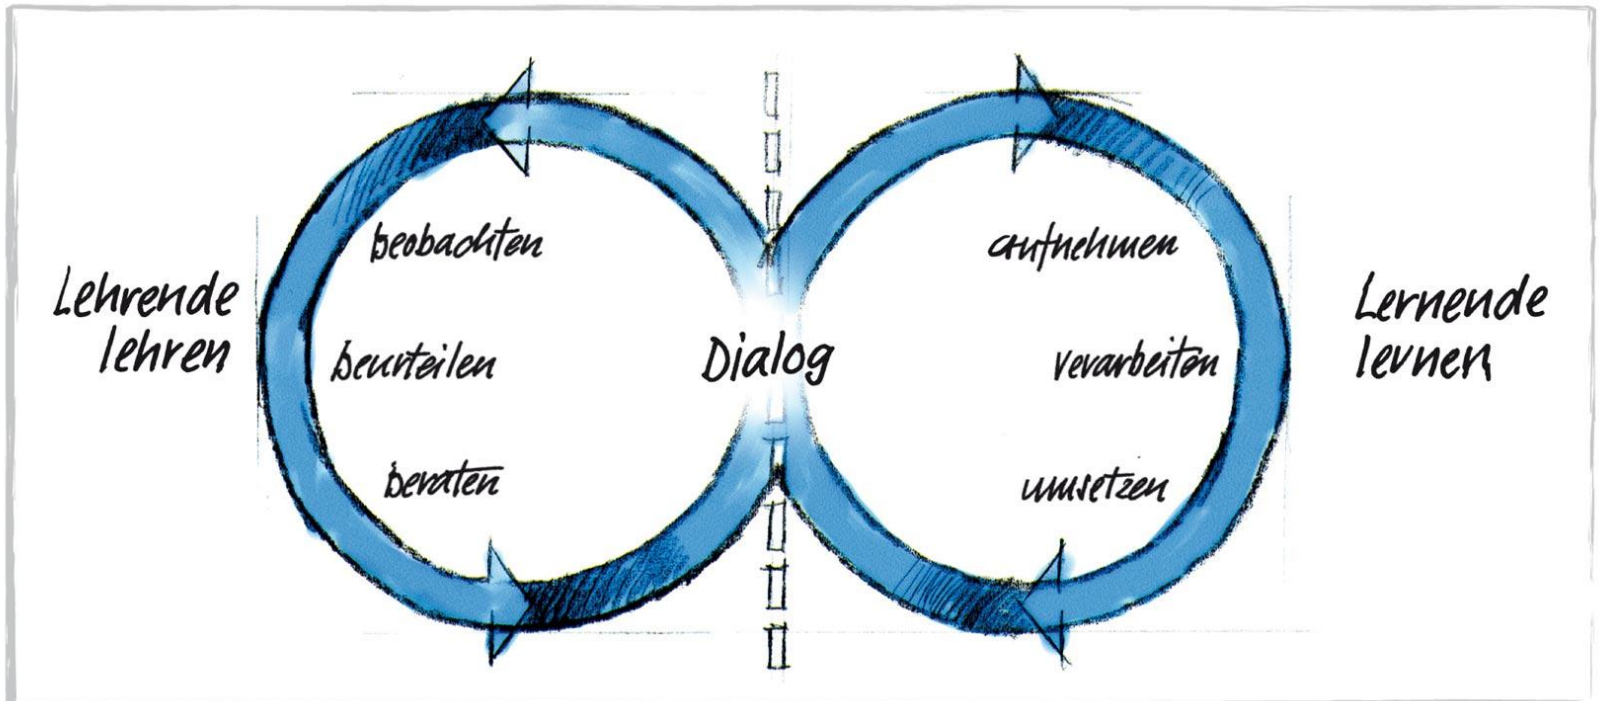 Lehrende
lehren
beobachten
beurteilen
beraten
Dialog
aufnehmen
verarbeiten
umsetzen
Lernende
lernen